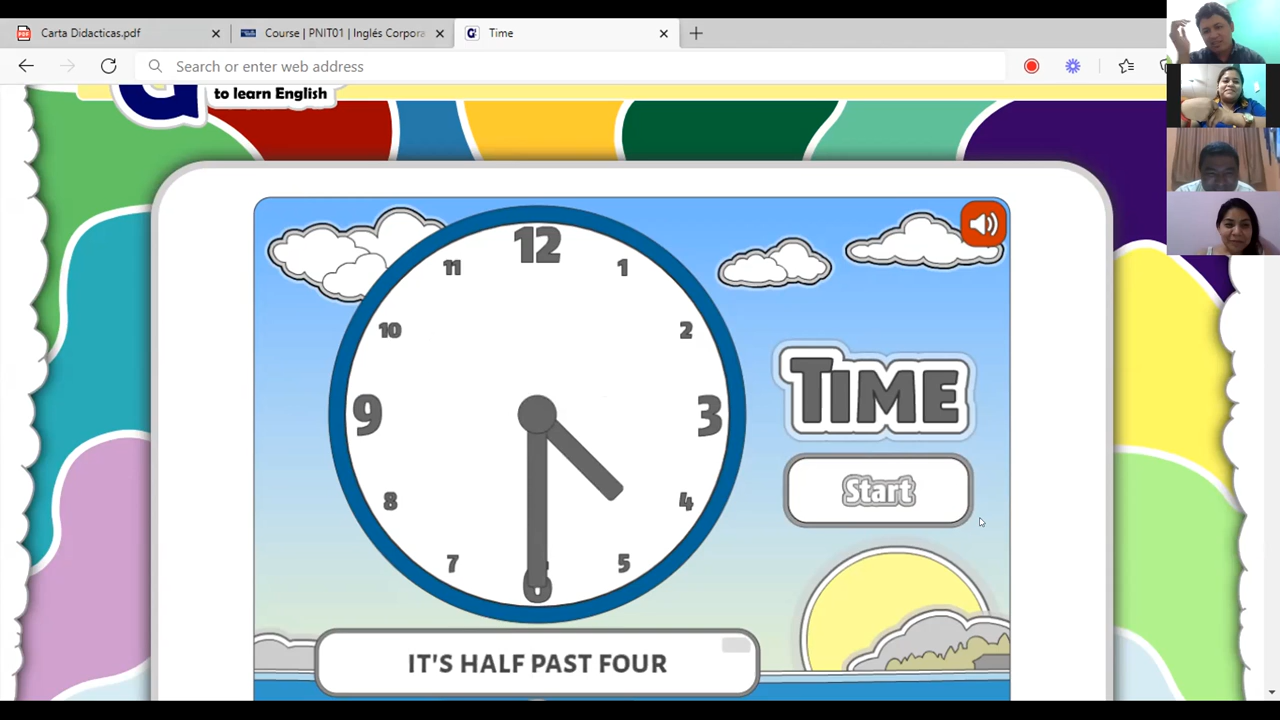 Carta Didacticas.pdf
Course | PNIT01 | Inglés Corpora
Time
Search or enter web address
to learn English
12
11
1
10
2
9
3
8
4
7
5
6
TIME
Start
IT'S HALF PAST FOUR